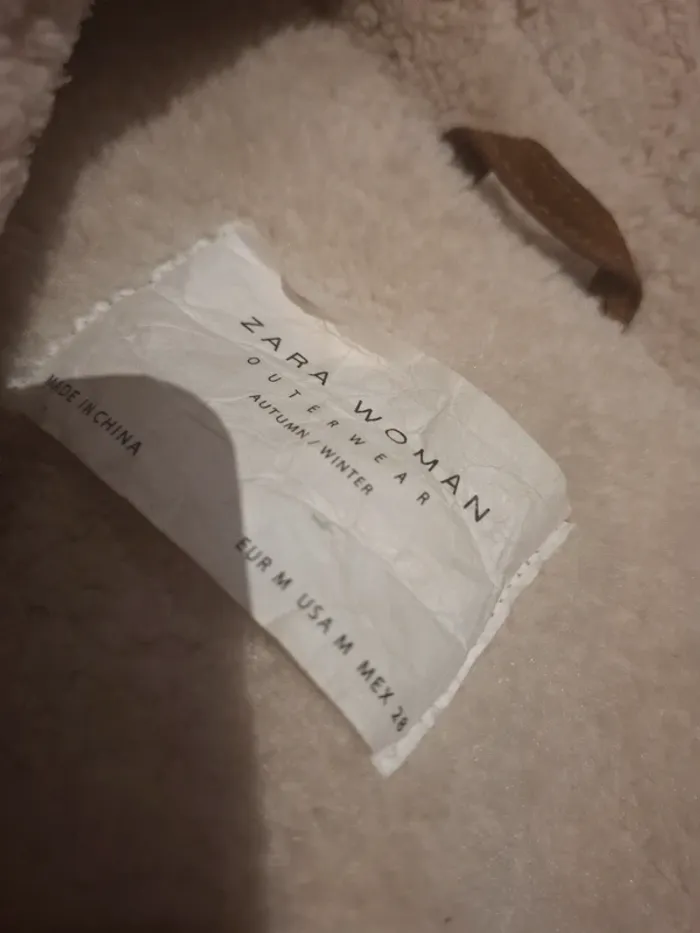 ZARA WOMAN
OUTERWEAR
AUTUMN / WINTER
MADE IN CHINA
EUR M USA M MEX 28